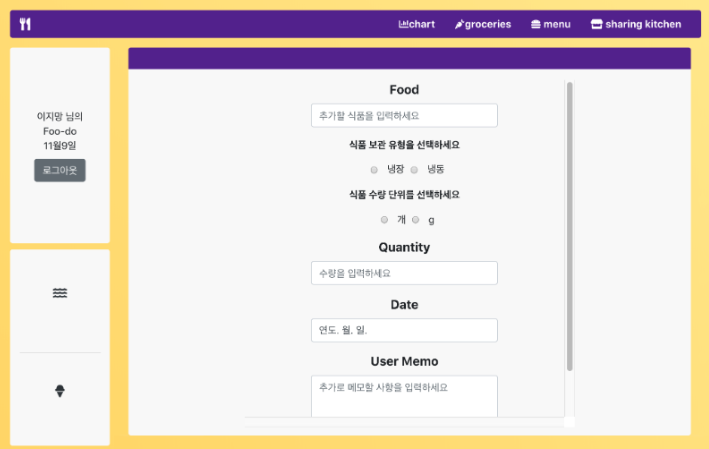 chart
groceries
menu
sharing kitchen
이지망 님의
Foo-do
11월9일
로그아웃
Food
추가할 식품을 입력하세요
식품 보관 유형을 선택하세요
냉장 냉동
식품 수량 단위를 선택하세요
개 g
Quantity
수량을 입력하세요
Date
연도. 월. 일.
User Memo
추가로 메모할 사항을 입력하세요